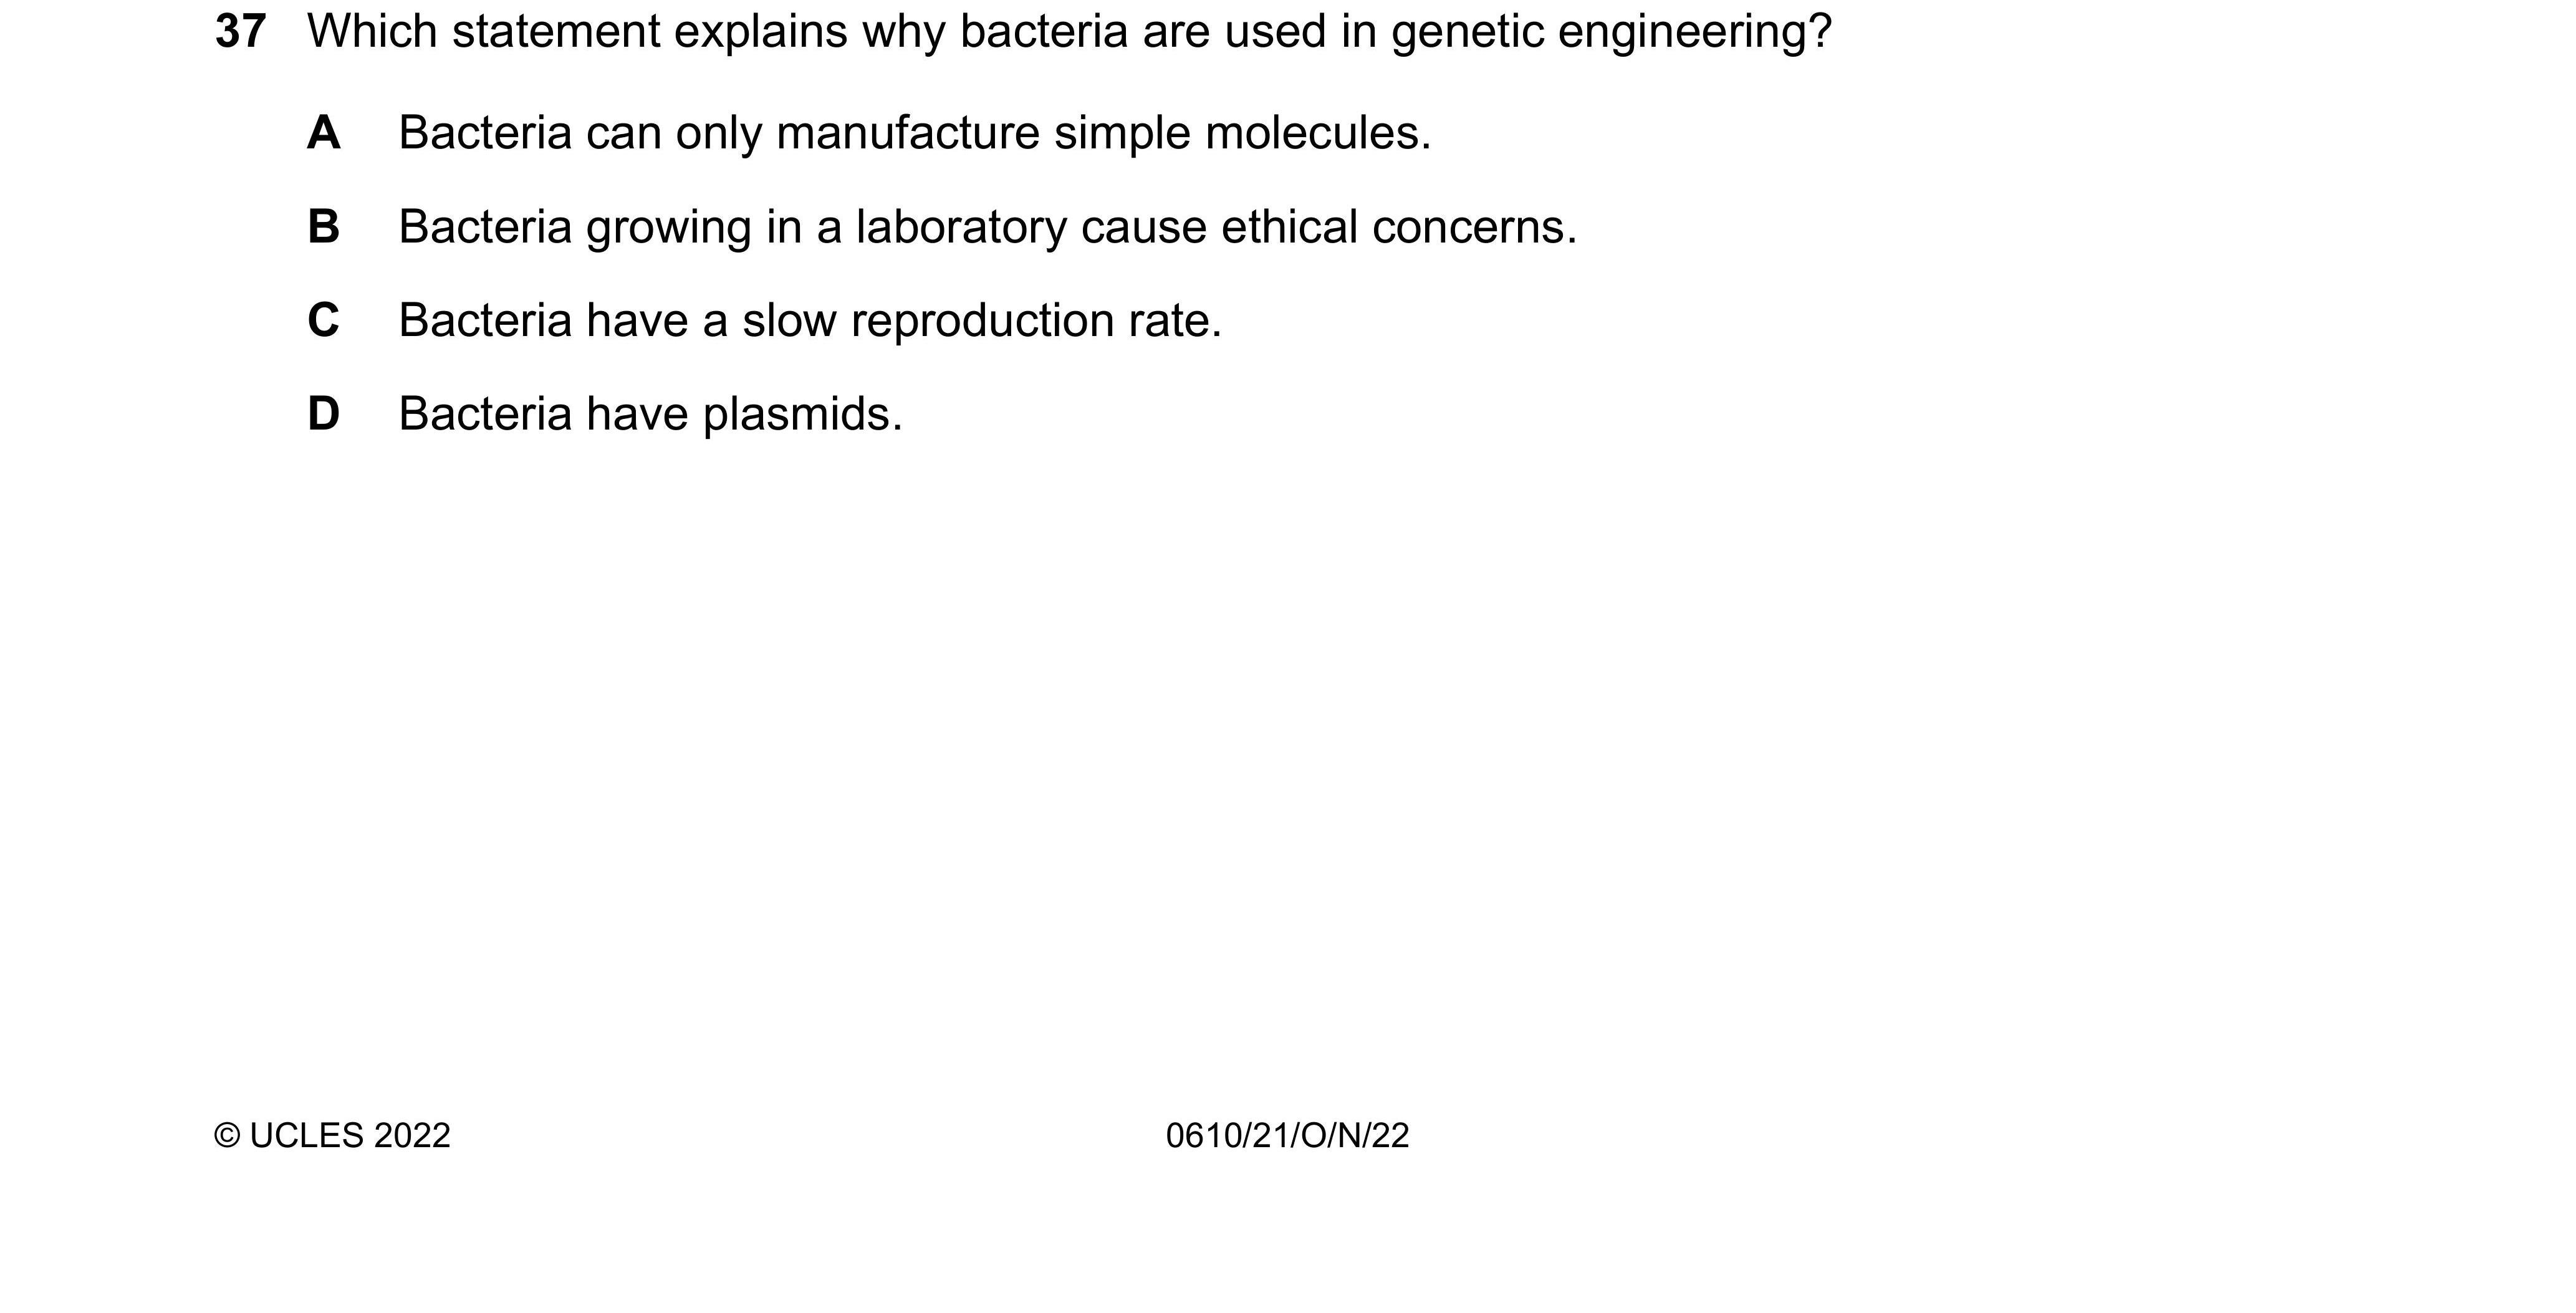 37 Which statement explains why bacteria are used in genetic engineering?
A Bacteria can only manufacture simple molecules.
B Bacteria growing in a laboratory cause ethical concerns.
C Bacteria have a slow reproduction rate.
D Bacteria have plasmids.
© UCLES 2022 0610/21/O/N/22